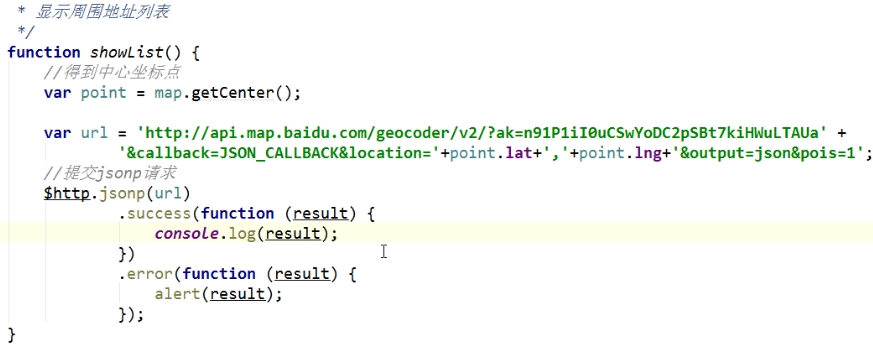 * 显示周围地址列表
*/
function showList() {
//得到中心坐标点
var point = map.getCenter();
var url = 'http://api.map.baidu.com/geocoder/v2/?ak=n91P1iI0uCSwYoDC2pSBt7kiHWuLTAUa' +
'&callback=JSON_CALLBACK&location='+point.lat+','+point.lng+'&output=json&pois=1';
//提交jsonp请求
$http.jsonp(url)
.success(function (result) {
console.log(result);
})
.error(function (result) {
alert(result);
});
}